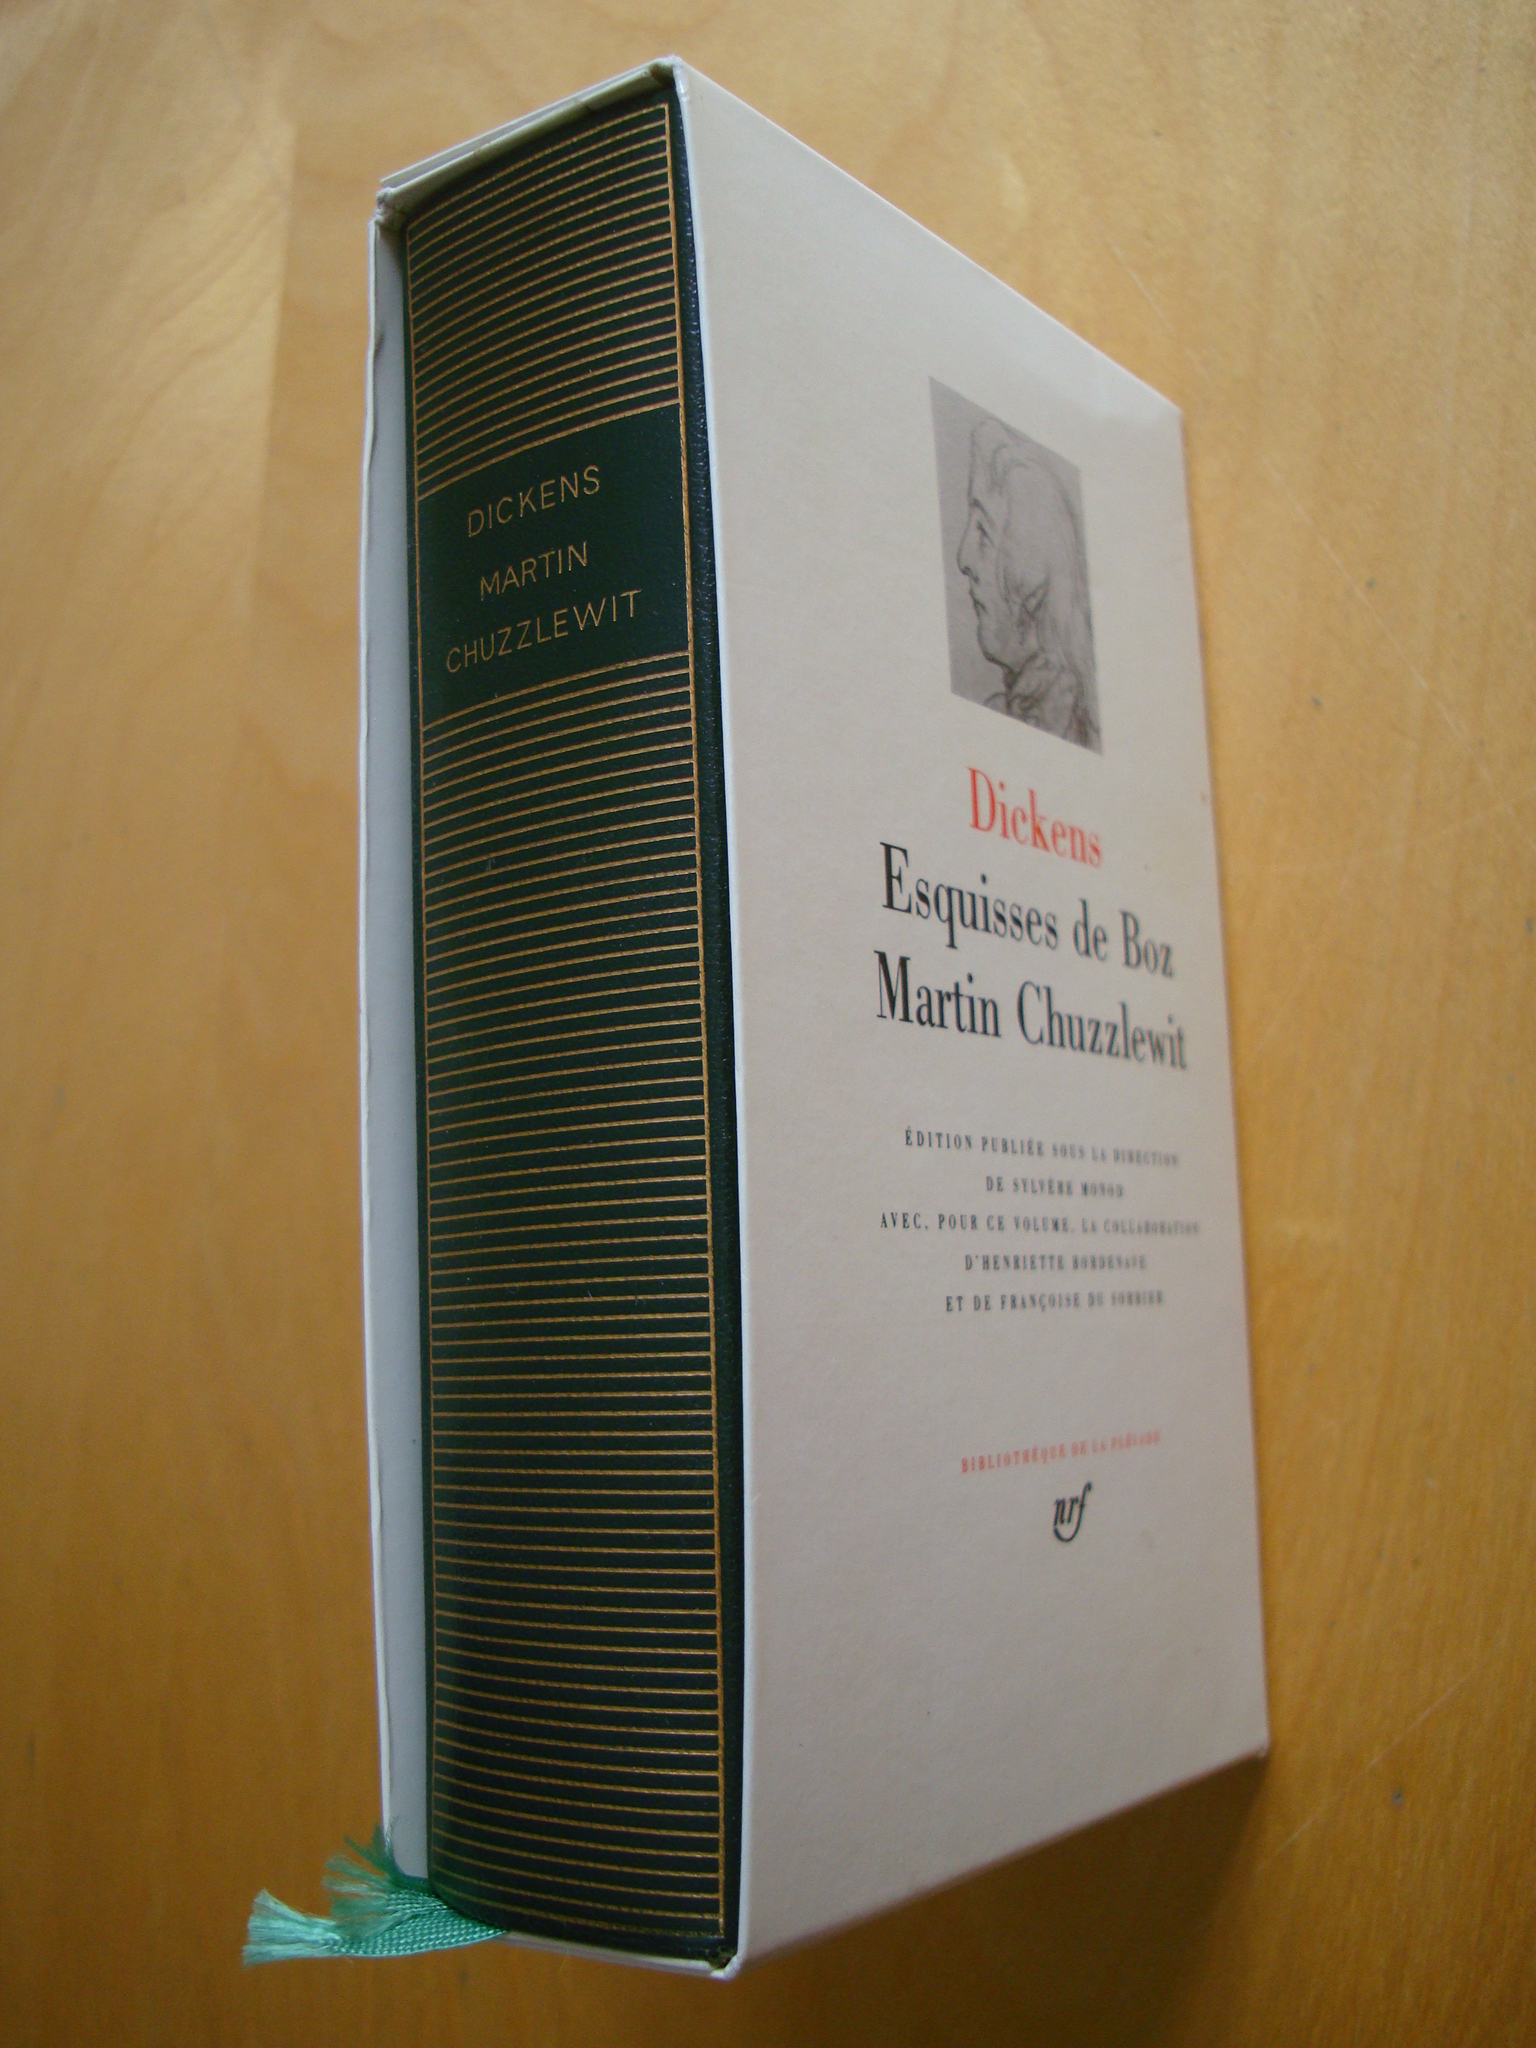 DICKENS
MARTIN
CHUZZLEWIT
Dickens
Esquisses de Boz
Martin Chuzzlewit
ÉDITION PUBLIÉE SOUS LA DIRECTION
DE SYLVÈRE MONOD
AVEC, POUR CE VOLUME, LA COLLABORATION
D'HENRIETTE BORDENAVE
ET DE FRANÇOISE DU SORBIER
BIBLIOTHÈQUE DE LA PLÉIADE
nrf